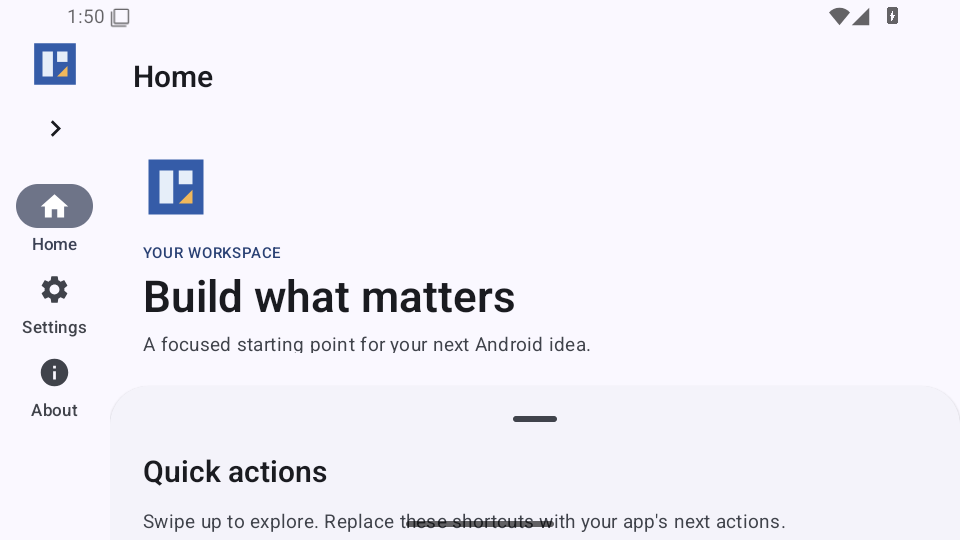 1:50
Home
Home
Settings
About
YOUR WORKSPACE
Build what matters
A focused starting point for your next Android idea.
Quick actions
Swipe up to explore. Replace these shortcuts with your app's next actions.